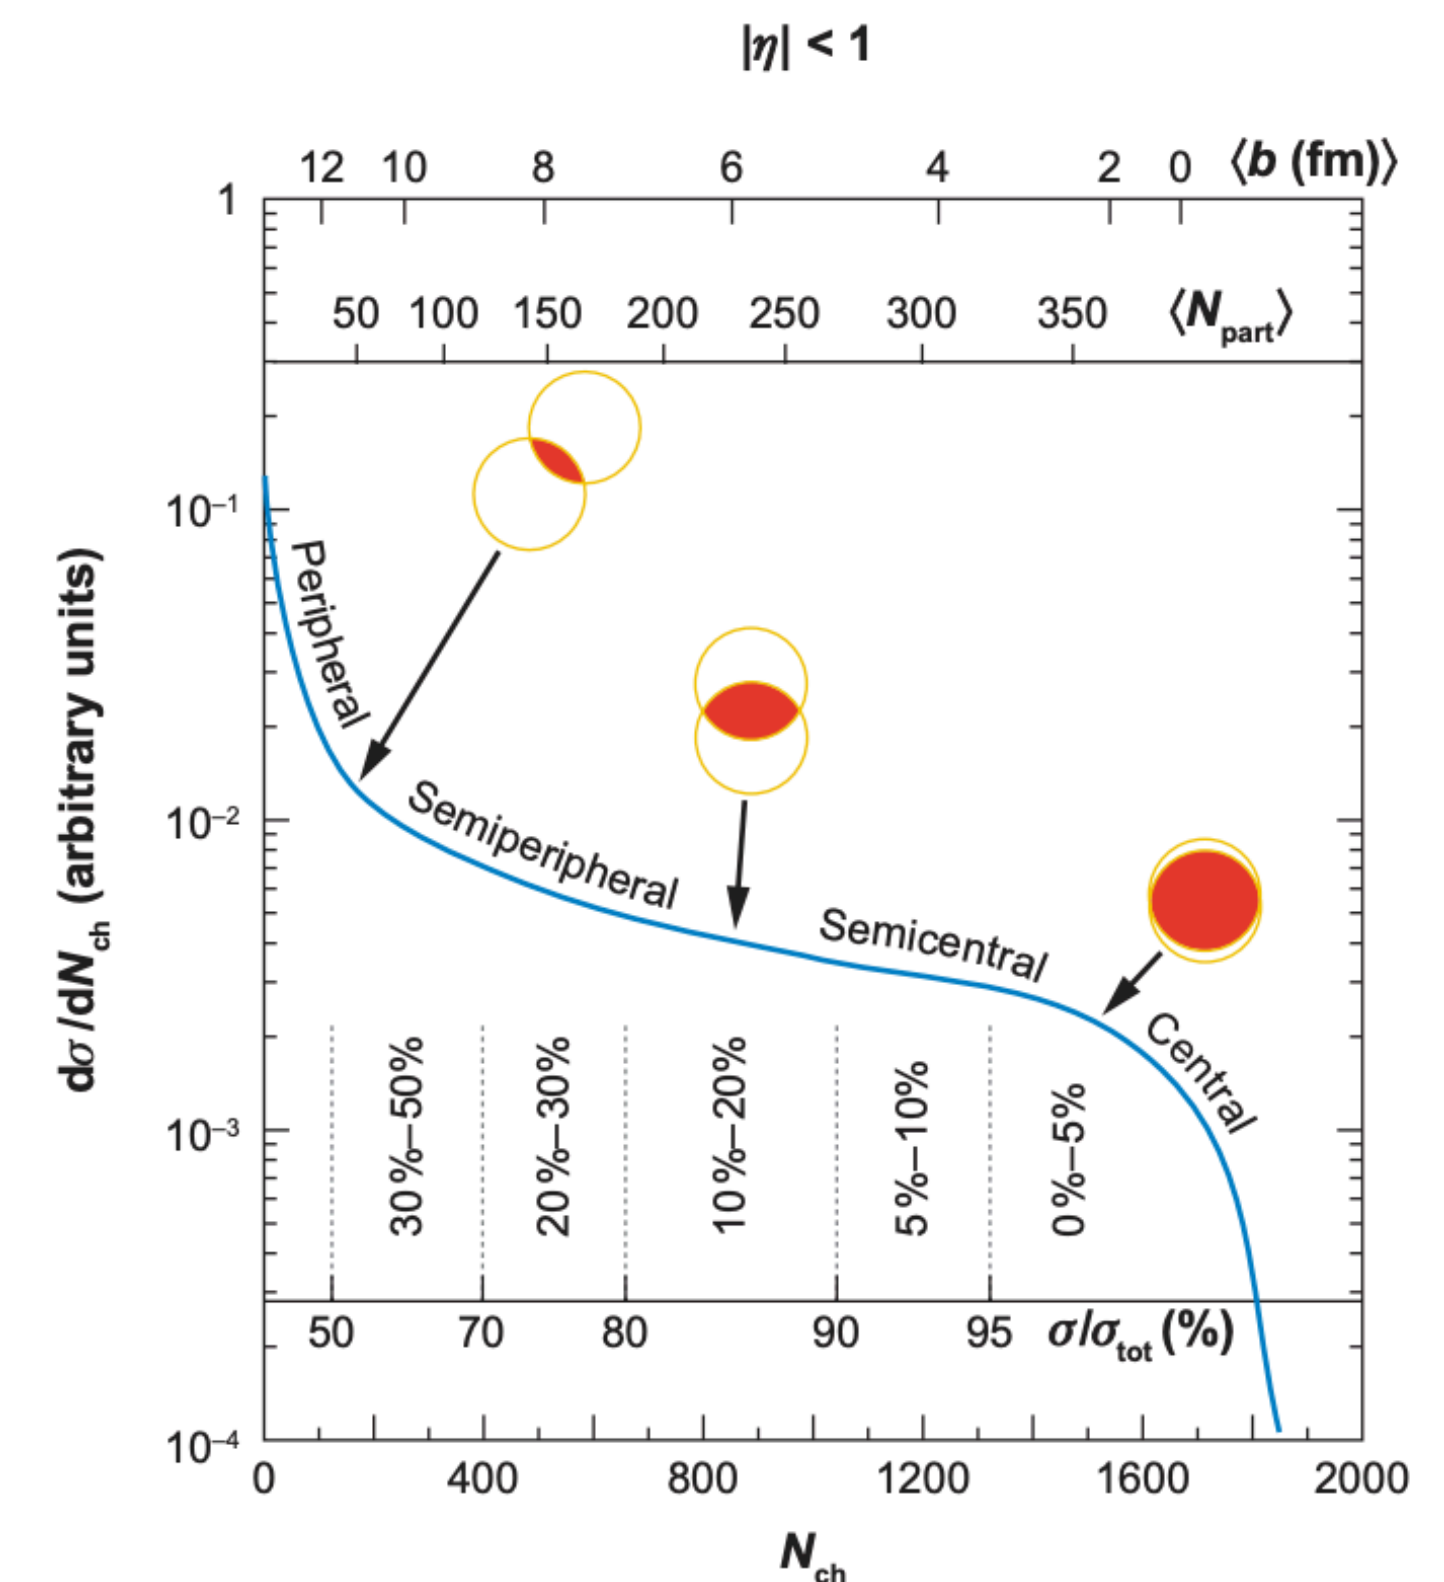 |η| < 1
12 10 8 6 4 2 0 ⟨b (fm)⟩
1
50 100 150 200 250 300 350 ⟨N_part⟩
10⁻¹
Peripheral
Semiperipheral
10⁻²
Semicentral
Central
dσ/dN_ch (arbitrary units)
10⁻³
30%–50% 20%–30% 10%–20% 5%–10% 0%–5%
50 70 80 90 95 σ/σ_tot (%)
10⁻⁴
0 400 800 1200 1600 2000
N_ch